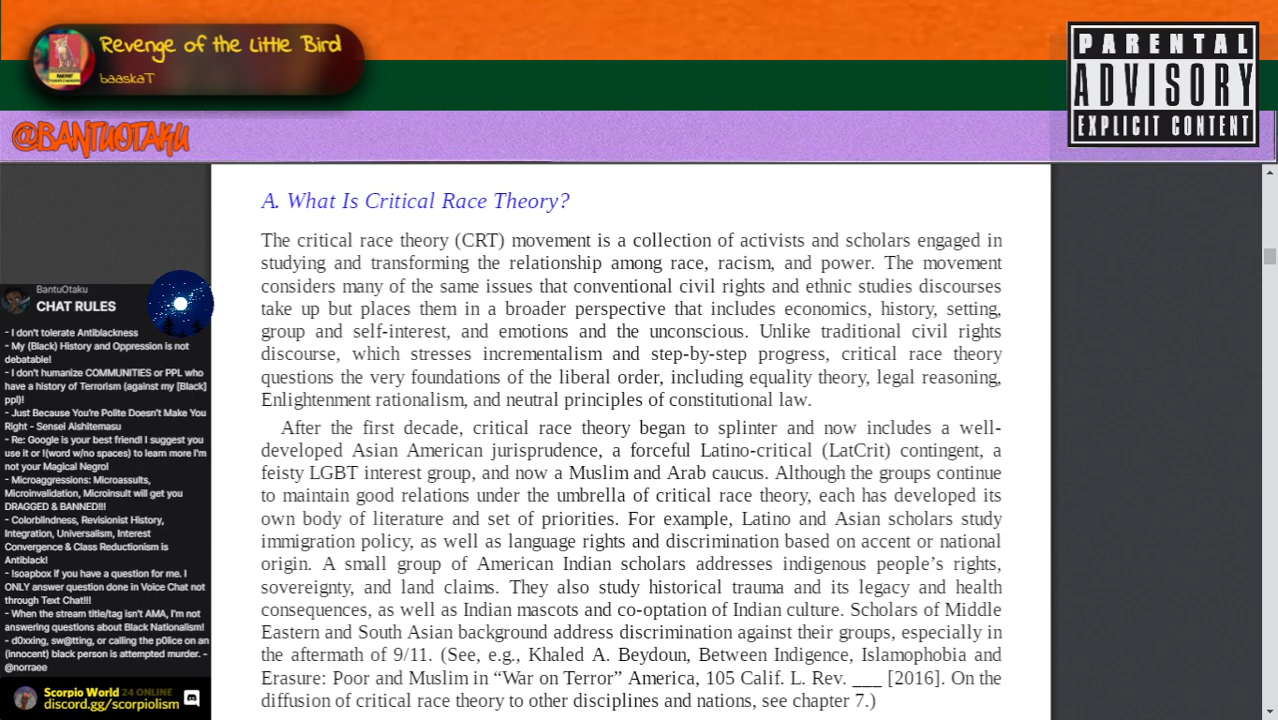 Revenge of the Little Bird
baaskaT
PARENTAL
ADVISORY
EXPLICIT CONTENT
@BANTUOTAKU
A. What Is Critical Race Theory?
The critical race theory (CRT) movement is a collection of activists and scholars engaged in
studying and transforming the relationship among race, racism, and power. The movement
considers many of the same issues that conventional civil rights and ethnic studies discourses
take up but places them in a broader perspective that includes economics, history, setting,
group and self-interest, and emotions and the unconscious. Unlike traditional civil rights
discourse, which stresses incrementalism and step-by-step progress, critical race theory
questions the very foundations of the liberal order, including equality theory, legal reasoning,
Enlightenment rationalism, and neutral principles of constitutional law.
After the first decade, critical race theory began to splinter and now includes a well-
developed Asian American jurisprudence, a forceful Latino-critical (LatCrit) contingent, a
feisty LGBT interest group, and now a Muslim and Arab caucus. Although the groups continue
to maintain good relations under the umbrella of critical race theory, each has developed its
own body of literature and set of priorities. For example, Latino and Asian scholars study
immigration policy, as well as language rights and discrimination based on accent or national
origin. A small group of American Indian scholars addresses indigenous people's rights,
sovereignty, and land claims. They also study historical trauma and its legacy and health
consequences, as well as Indian mascots and co-optation of Indian culture. Scholars of Middle
Eastern and South Asian background address discrimination against their groups, especially in
the aftermath of 9/11. (See, e.g., Khaled A. Beydoun, Between Indigence, Islamophobia and
Erasure: Poor and Muslim in “War on Terror” America, 105 Calif. L. Rev. ___ [2016]. On the
diffusion of critical race theory to other disciplines and nations, see chapter 7.)
BantuOtaku
CHAT RULES
- I don't tolerate Antiblackness
- My (Black) History and Oppression is not
debatable!
- I don't humanize COMMUNITIES or PPL who
have a history of Terrorism (against my [Black]
ppl)!
- Just Because You're Polite Doesn't Make You
Right - Sensei Aishitemasu
- Re: Google is your best friend! I suggest you
use it or !(word w/no spaces) to learn more I'm
not your Magical Negro!
- Microaggressions: Microassults,
Microinvalidation, Microinsult will get you
DRAGGED & BANNED!!!
- Colorblindness, Revisionist History,
Integration, Universalism, Interest
Convergence & Class Reductionism is
Antiblack!
- !soapbox if you have a question for me. I
ONLY answer question done in Voice Chat not
through Text Chat!!!
- When the stream title/tag isn't AMA, I'm not
answering questions about Black Nationalism!
- d0xxing, sw@tting, or calling the p0lice on an
(innocent) black person is attempted murder. -
@norraee
Scorpio World 24 ONLINE
discord.gg/scorpiolism